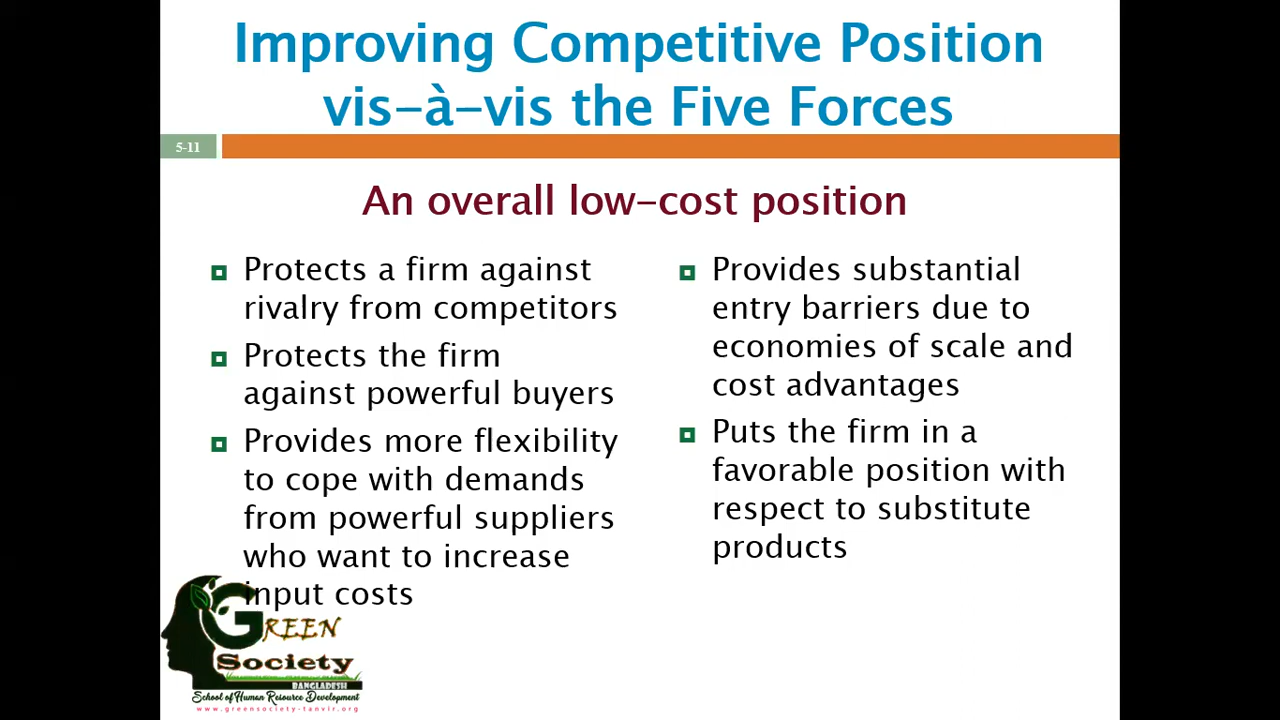 Improving Competitive Position
vis-à-vis the Five Forces
5-11
An overall low-cost position
Protects a firm against
rivalry from competitors
Protects the firm
against powerful buyers
Provides more flexibility
to cope with demands
from powerful suppliers
who want to increase
input costs
Provides substantial
entry barriers due to
economies of scale and
cost advantages
Puts the firm in a
favorable position with
respect to substitute
products
GREEN
Society
BANGLADESH
School of Human Resource Development
www.greensociety-tanvir.org